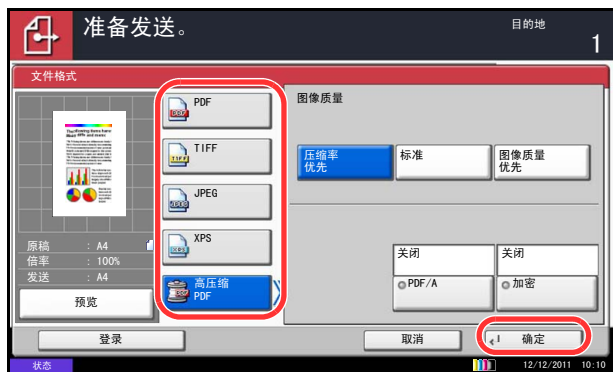 准备发送。
目的地
1
文件格式
PDF
TIFF
JPEG
XPS
高压缩
PDF
图像质量
压缩率
优先
标准
图像质量
优先
关闭
PDF/A
关闭
加密
原稿 : A4
倍率 : 100%
发送 : A4
预览
登录
取消
确定
状态
12/12/2011 10:10